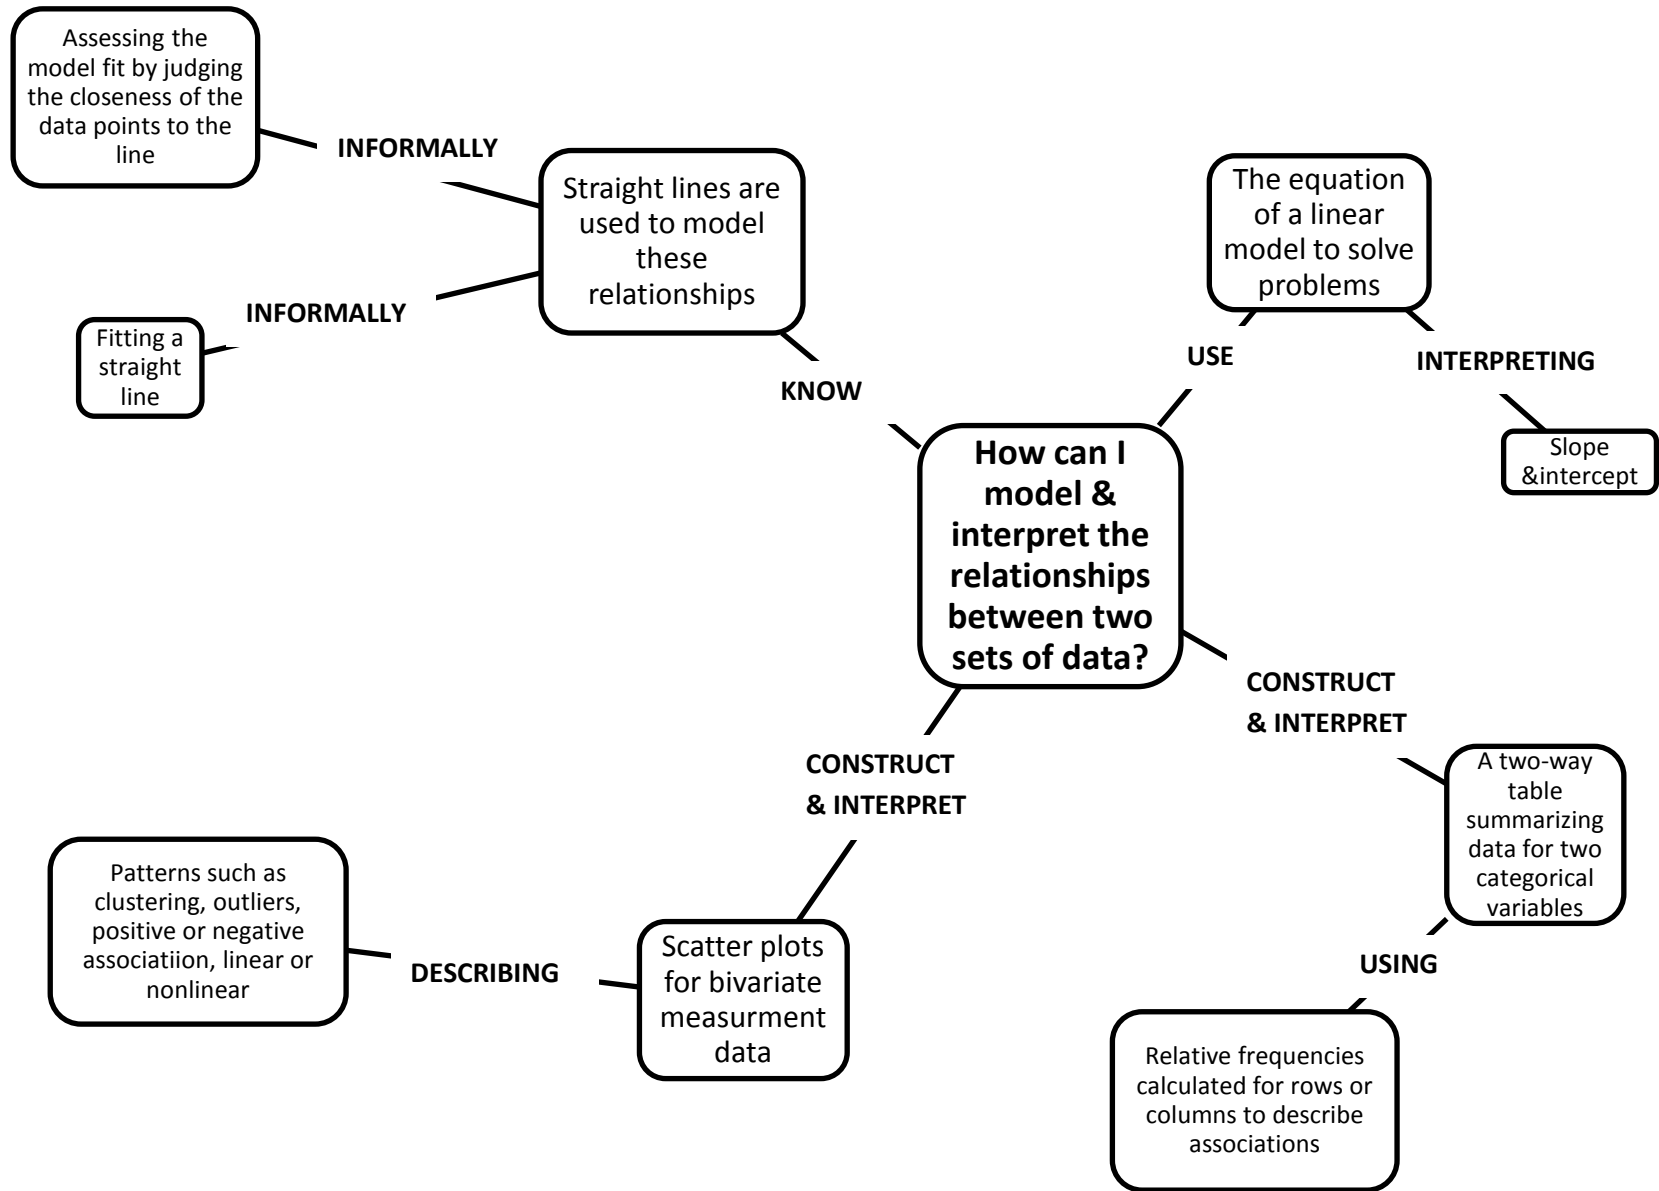 Assessing the
model fit by judging
the closeness of the
data points to the
line
INFORMALLY
Straight lines are
used to model
these
relationships
INFORMALLY
Fitting a
straight
line
KNOW
The equation
of a linear
model to solve
problems
USE
INTERPRETING
Slope
&intercept
How can I
model &
interpret the
relationships
between two
sets of data?
CONSTRUCT
& INTERPRET
A two-way
table
summarizing
data for two
categorical
variables
USING
Relative frequencies
calculated for rows or
columns to describe
associations
CONSTRUCT
& INTERPRET
Scatter plots
for bivariate
measurment
data
DESCRIBING
Patterns such as
clustering, outliers,
positive or negative
associatiion, linear or
nonlinear